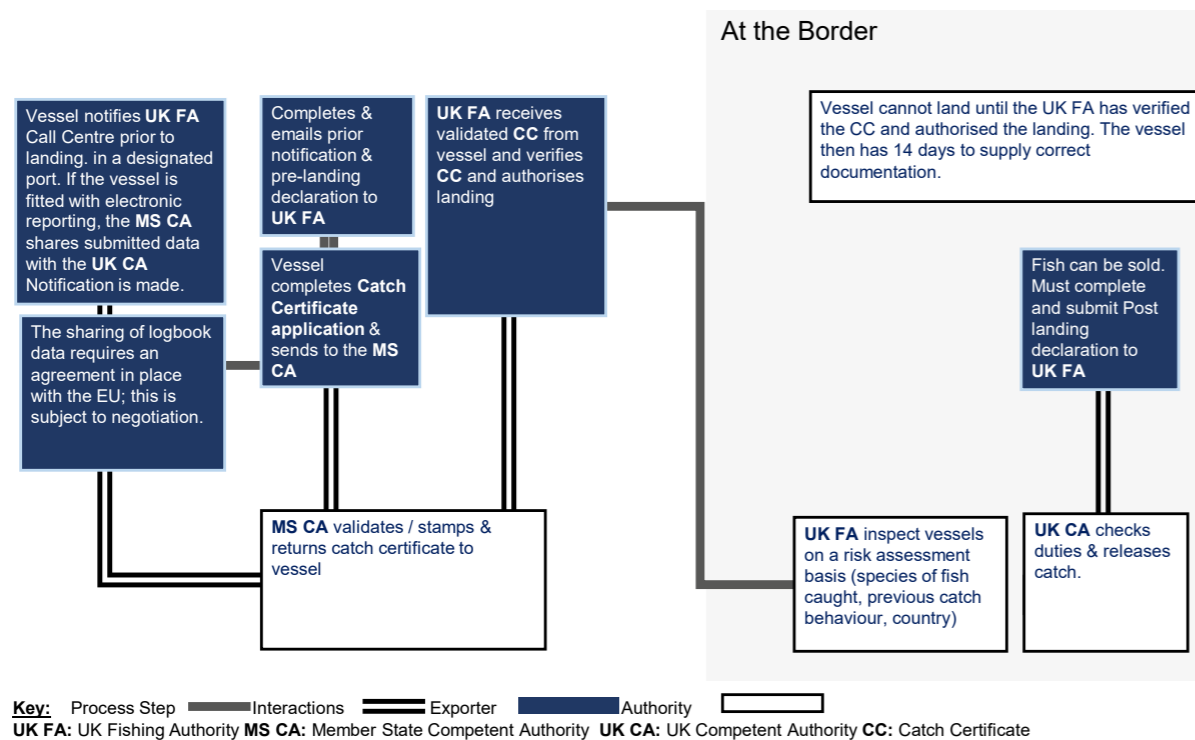 At the Border
Vessel notifies UK FA
Call Centre prior to
landing. in a designated
port. If the vessel is
fitted with electronic
reporting, the MS CA
shares submitted data
with the UK CA
Notification is made.
The sharing of logbook
data requires an
agreement in place
with the EU; this is
subject to negotiation.
Completes &
emails prior
notification &
pre-landing
declaration to
UK FA
Vessel
completes Catch
Certificate
application &
sends to the MS
CA
UK FA receives
validated CC from
vessel and verifies
CC and authorises
landing
MS CA validates / stamps &
returns catch certificate to
vessel
Vessel cannot land until the UK FA has verified
the CC and authorised the landing. The vessel
then has 14 days to supply correct
documentation.
UK FA inspect vessels
on a risk assessment
basis (species of fish
caught, previous catch
behaviour, country)
Fish can be sold.
Must complete
and submit Post
landing
declaration to
UK FA
UK CA checks
duties & releases
catch.
Key: Process Step Interactions Exporter Authority
UK FA: UK Fishing Authority MS CA: Member State Competent Authority UK CA: UK Competent Authority CC: Catch Certificate